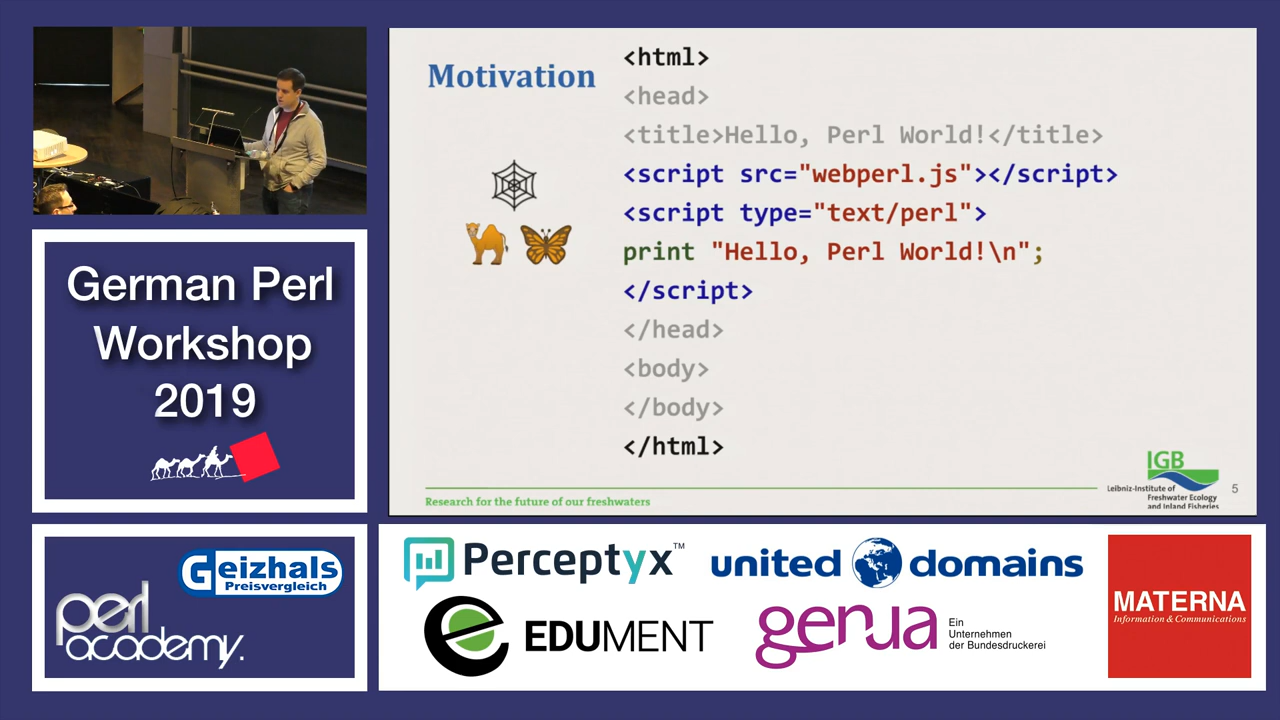 Motivation
<html>
<head>
<title>Hello, Perl World!</title>
<script src="webperl.js"></script>
<script type="text/perl">
print "Hello, Perl World!\n";
</script>
</head>
<body>
</body>
</html>
Research for the future of our freshwaters
IGB
Leibniz-Institute of
Freshwater Ecology
and Inland Fisheries
5
German Perl
Workshop
2019
Geizhals
Preisvergleich
perl
academy.
Perceptyx™
united domains
EDUMENT
genua
Ein
Unternehmen
der Bundesdruckerei
MATERNA
Information & Communications